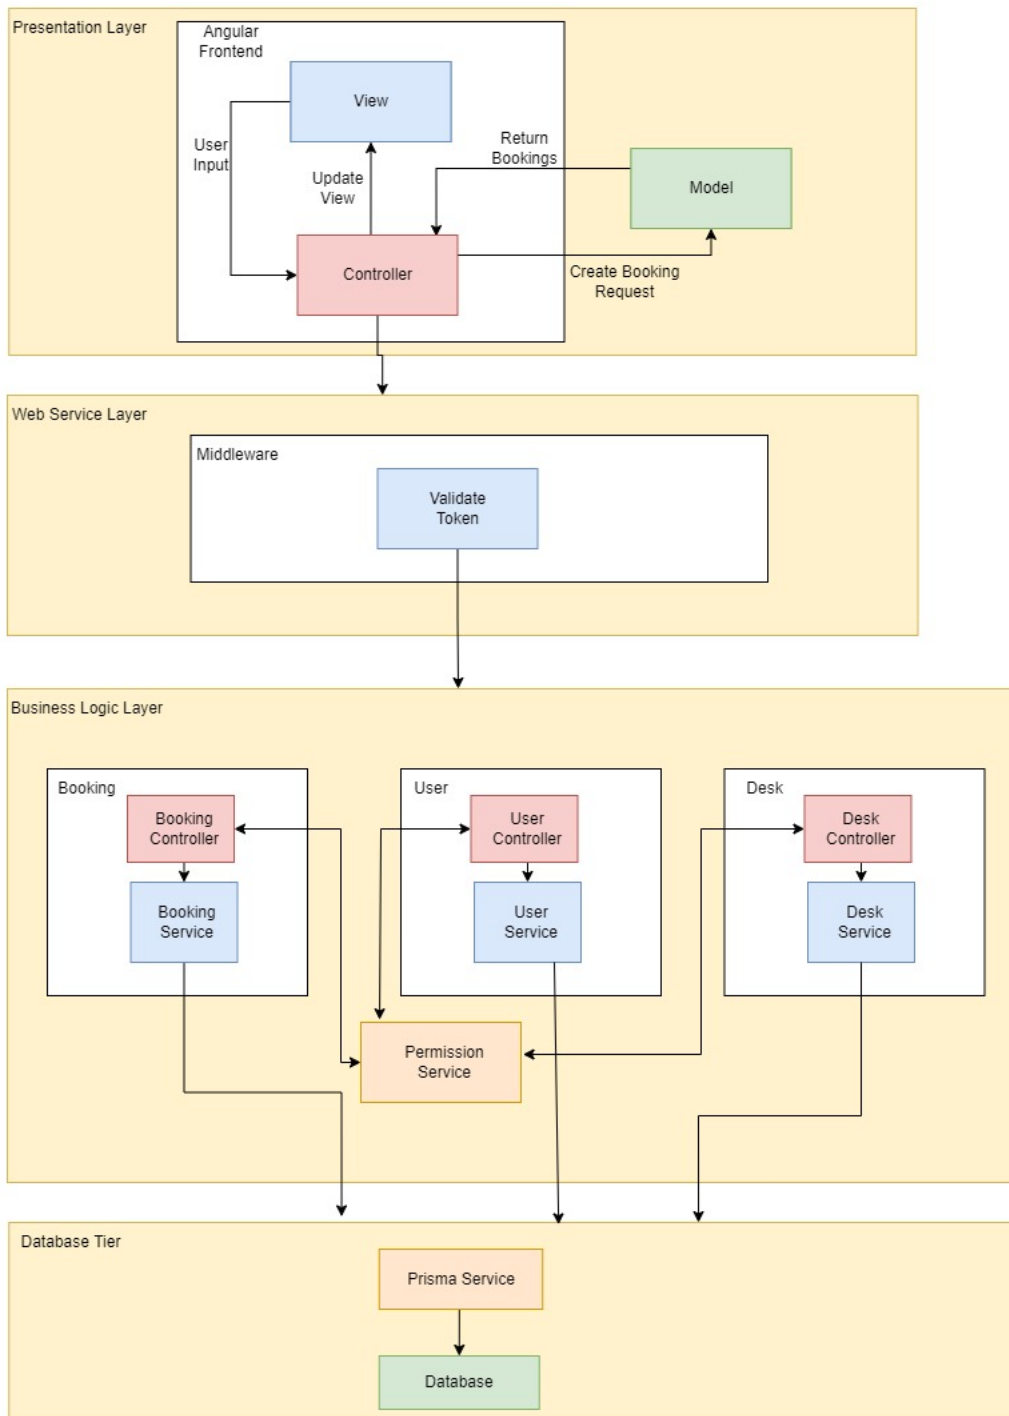 Presentation Layer
Angular
Frontend
View
User
Input
Update
View
Return
Bookings
Model
Controller
Create Booking
Request
Web Service Layer
Middleware
Validate
Token
Business Logic Layer
Booking
Booking
Controller
Booking
Service
User
User
Controller
User
Service
Desk
Desk
Controller
Desk
Service
Permission
Service
Database Tier
Prisma Service
Database